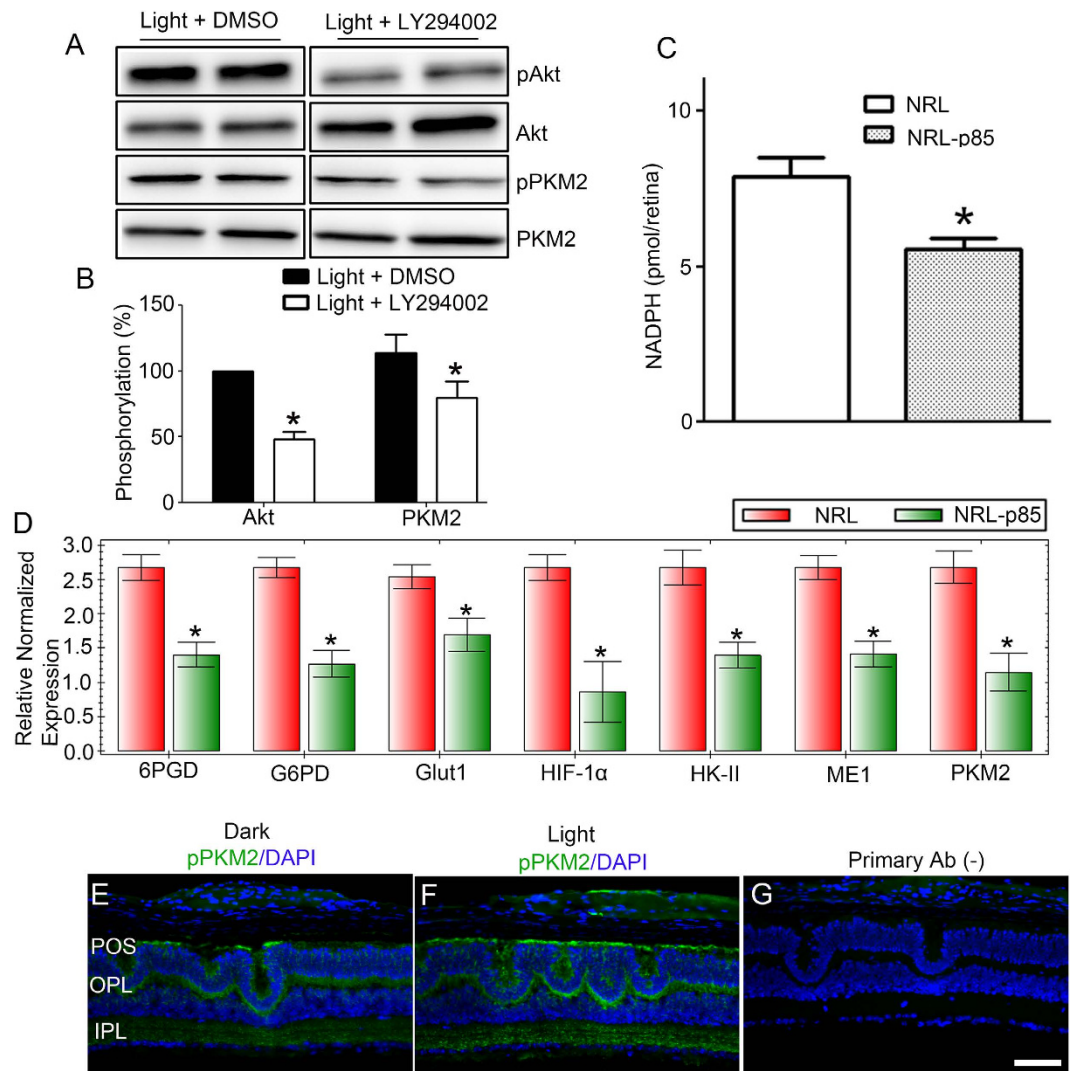 A
Light + DMSO
Light + LY294002
pAkt
Akt
pPKM2
PKM2
B
Light + DMSO
Light + LY294002
Phosphorylation (%)
150
100
50
0
Akt
PKM2
*
*
C
NRL
NRL-p85
NADPH (pmol/retina)
10
5
0
*
D
NRL
NRL-p85
Relative Normalized
Expression
3.0
2.5
2.0
1.5
1.0
0.5
0.0
*
*
*
*
*
*
*
6PGD
G6PD
Glut1
HIF-1α
HK-II
ME1
PKM2
Dark
pPKM2/DAPI
Light
pPKM2/DAPI
Primary Ab (-)
E
F
G
POS
OPL
IPL